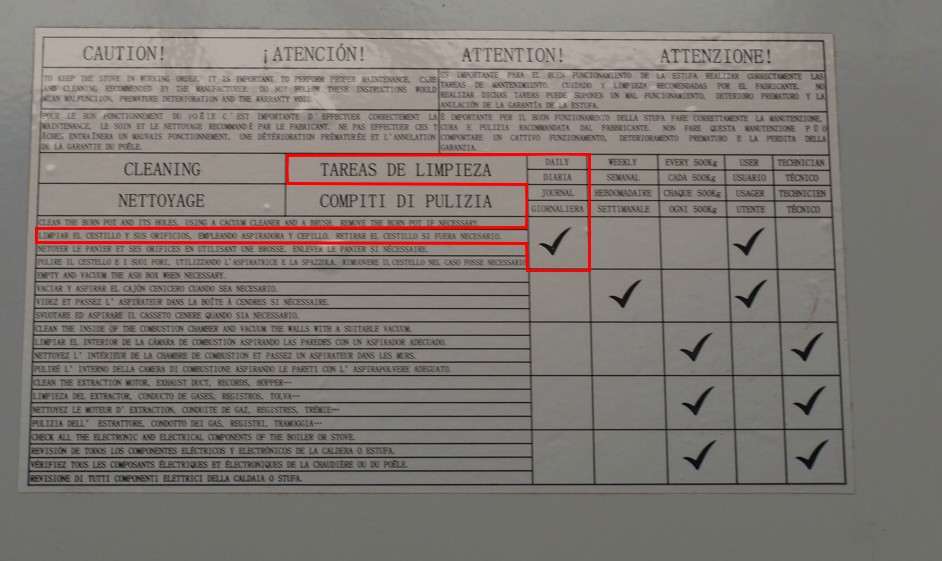 CAUTION! ¡ATENCIÓN! ATTENTION! ATTENZIONE!
TO KEEP THE STOVE IN WORKING ORDER, IT IS IMPORTANT TO PERFORM PROPER MAINTENANCE, CARE
AND CLEANING RECOMMENDED BY THE MANUFACTURER. DO NOT FOLLOW THESE INSTRUCTIONS WOULD
MEAN MALFUNCTION, PREMATURE DETERIORATION AND THE WARRANTY VOID.
ES IMPORTANTE PARA EL BUEN FUNCIONAMIENTO DE LA ESTUFA REALIZAR CORRECTAMENTE LAS
TAREAS DE MANTENIMIENTO, CUIDADO Y LIMPIEZA RECOMENDADAS POR EL FABRICANTE. NO
REALIZAR DICHAS TAREAS PUEDE SUPONER UN MAL FUNCIONAMIENTO, DETERIORO PREMATURO Y LA
ANULACIÓN DE LA GARANTÍA DE LA ESTUFA.
POUR LE BON FONCTIONNEMENT DU POÊLE C'EST IMPORTANTE D' EFFECTUER CORRECTEMENT LA
MAINTENANCE, LE SOIN ET LE NETTOYAGE RECOMMANDÉ PAR LE FABRICANT. NE PAS EFFECTUER CES T
ÂCHES ENTRAÎNERA UN MAUVAIS FONCTIONNEMENT, UNE DÉTÉRIORATION PRÉMATURÉE ET L'ANNULATION
DE LA GARANTIE DU POÊLE.
È IMPORTANTE PER IL BUON FUNZIONAMENTO DELLA STUFA FARE CORRETTAMENTE LA MANUTENZIONE,
CURA E PULIZIA RACCOMANDATA DAL FABBRICANTE. NON FARE QUESTA MANUTENZIONE PUÒ
COMPORTARE UN CATTIVO FUNZIONAMENTO, DETERIORAMENTO PREMATURO E LA PERDITA DELLA
GARANZIA.
CLEANING TAREAS DE LIMPIEZA
NETTOYAGE COMPITI DI PULIZIA
DAILY WEEKLY EVERY 500Kg USER TECHNICIAN
DIARIA SEMANAL CADA 500Kg USUARIO TÉCNICO
JOURNAL HEBDOMADAIRE CHAQUE 500Kg USAGER TECHNICIEN
GIORNALIERA SETTIMANALE OGNI 500Kg UTENTE TÉCNICO
CLEAN THE BURN POT AND ITS HOLES, USING A CACUUM CLEANER AND A BRUSH. REMOVE THE BURN POT IF NECESSARY.
LIMPIAR EL CESTILLO Y SUS ORIFICIOS, EMPLEANDO ASPIRADORA Y CEPILLO. RETIRAR EL CESTILLO SI FUERA NECESARIO.
NETOYER LE PANIER ET SES ORIFICES EN UTILISANT UNE BROSSE. ENLEVER LE PANIER SI NÉCESSAIRE.
PULIRE IL CESTELLO E I SUOI FORI, UTILIZZANDO L'ASPIRATRICE E LA SPAZZOLA. RIMUOVERE IL CESTELLO NEL CASO FOSSE NECESSARIO
EMPTY AND VACUUM THE ASH BOX WHEN NECESSARY.
VACIAR Y ASPIRAR EL CAJÓN CENICERO CUANDO SEA NECESARIO.
VIDEZ ET PASSEZ L' ASPIRATEUR DANS LA BOÎTE À CENDRES SI NÉCESSAIRE.
SVUOTARE ED ASPIRARE IL CASSETO CENERE QUANDO SIA NECESSARIO.
CLEAN THE INSIDE OF THE COMBUSTION CHAMBER AND VACUUM THE WALLS WITH A SUITABLE VACUUM.
LIMPIAR EL INTERIOR DE LA CÁMARA DE COMBUSTIÓN ASPIRANDO LAS PAREDES CON UN ASPIRADOR ADECUADO.
NETTOYEZ L' INTÉRIEUR DE LA CHAMBRE DE COMBUSTION ET PASSEZ UN ASPIRATEUR DANS LES MURS.
PULIRÉ L' INTERNO DELLA CAMERA DI COMBUSTIONE ASPIRANDO LE PARETI CON L' ASPIRAPOLVERE ADEGUATO.
CLEAN THE EXTRACTION MOTOR, EXHAUST DUCT, RECORDS, HOPPER…
LIMPIEZA DEL EXTRACTOR, CONDUCTO DE GASES, REGISTROS, TOLVA…
NETTOYEZ LE MOTEUR D' EXTRACTION, CONDUITE DE GAZ, REGISTRES, TRÉMIE…
PULIZIA DELL' ESTRATTORE, CONDOTTO DEI GAS, REGISTRI, TRAMOGGIA…
CHECK ALL THE ELECTRONIC AND ELECTRICAL COMPONENTS OF THE BOILER OR STOVE.
REVISIÓN DE TODOS LOS COMPONENTES ELÉCTRICOS Y ELECTRÓNICOS DE LA CALDERA O ESTUFA.
VÉRIFIEZ TOUS LES COMPOSANTS ÉLECTRIQUES ET ÉLECTRONIQUES DE LA CHAUDIÈRE OU DU POÊLE.
REVISIONE DI TUTTI COMPONENTI ELETTRICI DELLA CALDAIA O STUFA.